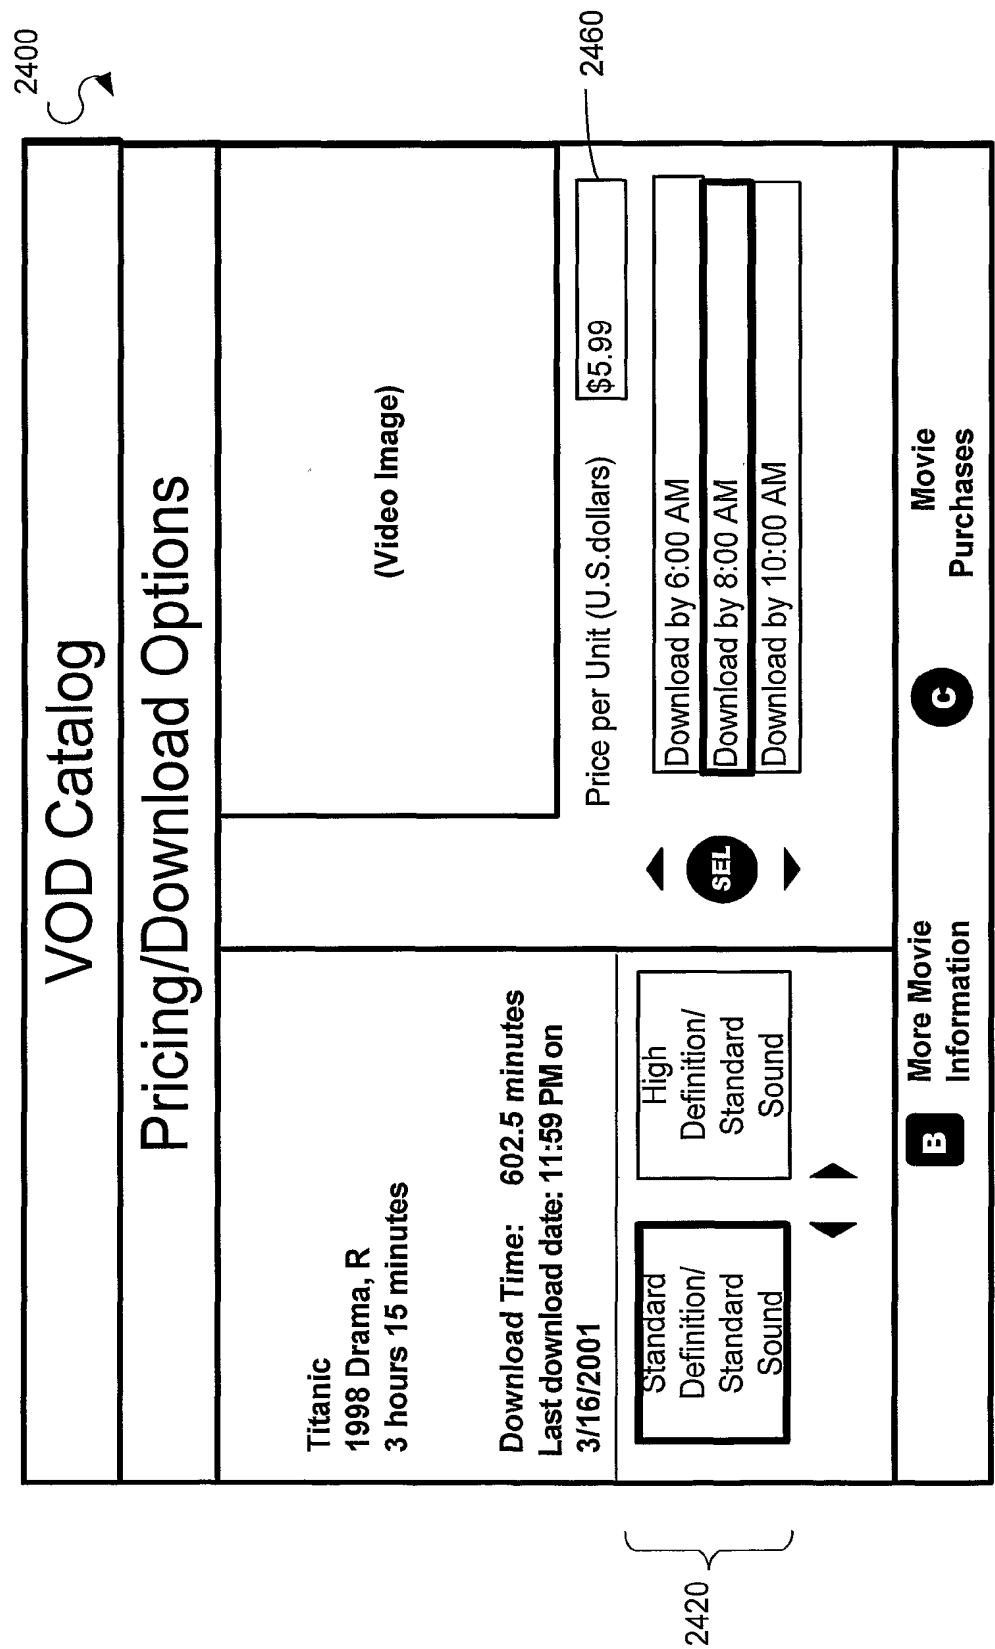 2400
VOD Catalog
Pricing/Download Options
Titanic
1998 Drama, R
3 hours 15 minutes
Download Time: 602.5 minutes
Last download date: 11:59 PM on
3/16/2001
(Video Image)
2460
Price per Unit (U.S.dollars)
$5.99
2420
Standard
Definition/
Standard
Sound
High
Definition/
Standard
Sound
SEL
Download by 6:00 AM
Download by 8:00 AM
Download by 10:00 AM
B
More Movie
Information
C
Movie
Purchases